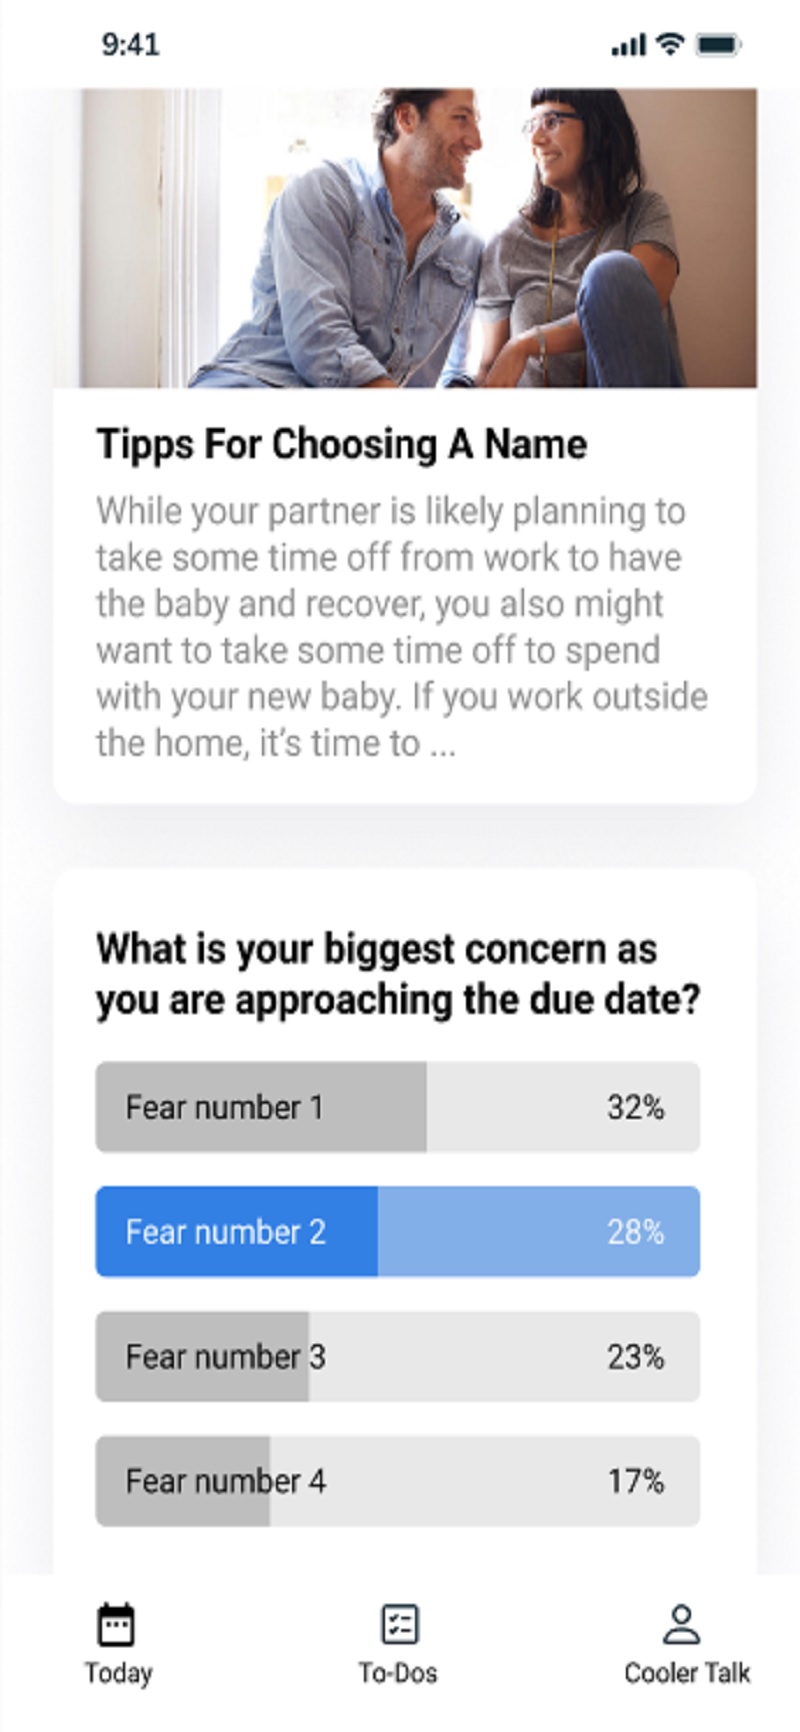 9:41
Tipps For Choosing A Name
While your partner is likely planning to
take some time off from work to have
the baby and recover, you also might
want to take some time off to spend
with your new baby. If you work outside
the home, it’s time to ...
What is your biggest concern as
you are approaching the due date?
Fear number 1 32%
Fear number 2 28%
Fear number 3 23%
Fear number 4 17%
Today To-Dos Cooler Talk